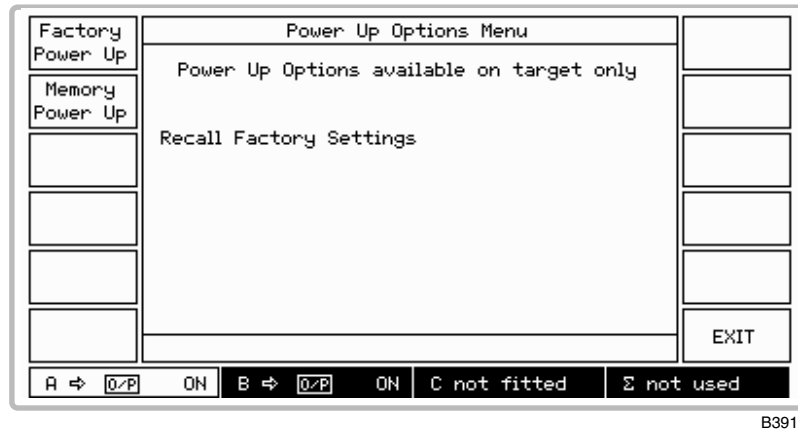 Factory
Power Up
Memory
Power Up
Power Up Options Menu
Power Up Options available on target only
Recall Factory Settings
EXIT
A ⇨ O/P ON B ⇨ O/P ON C not fitted Σ not used
B391